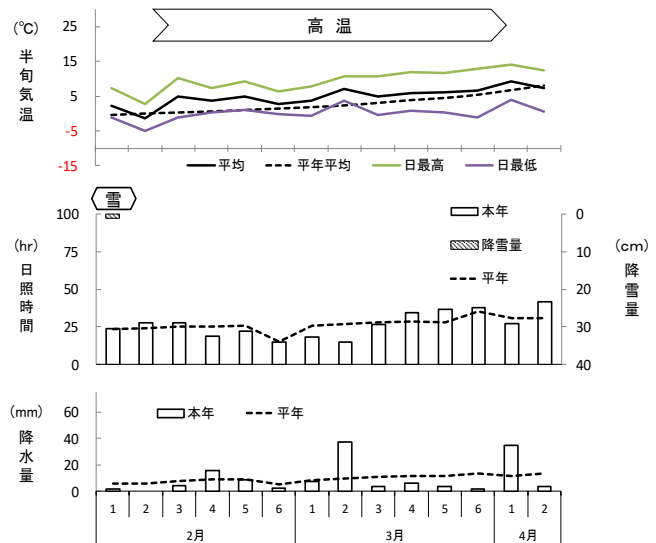 (℃)
半旬気温
25
15
5
-5
-15
高 温
平均 平年平均 日最高 日最低
雪
(hr)
日照時間
100
75
50
25
0
本年
降雪量
平年
(cm)
降雪量
0
10
20
30
40
(mm)
降水量
60
40
20
0
本年 平年
1 2 3 4 5 6 1 2 3 4 5 6 1 2
2月 3月 4月